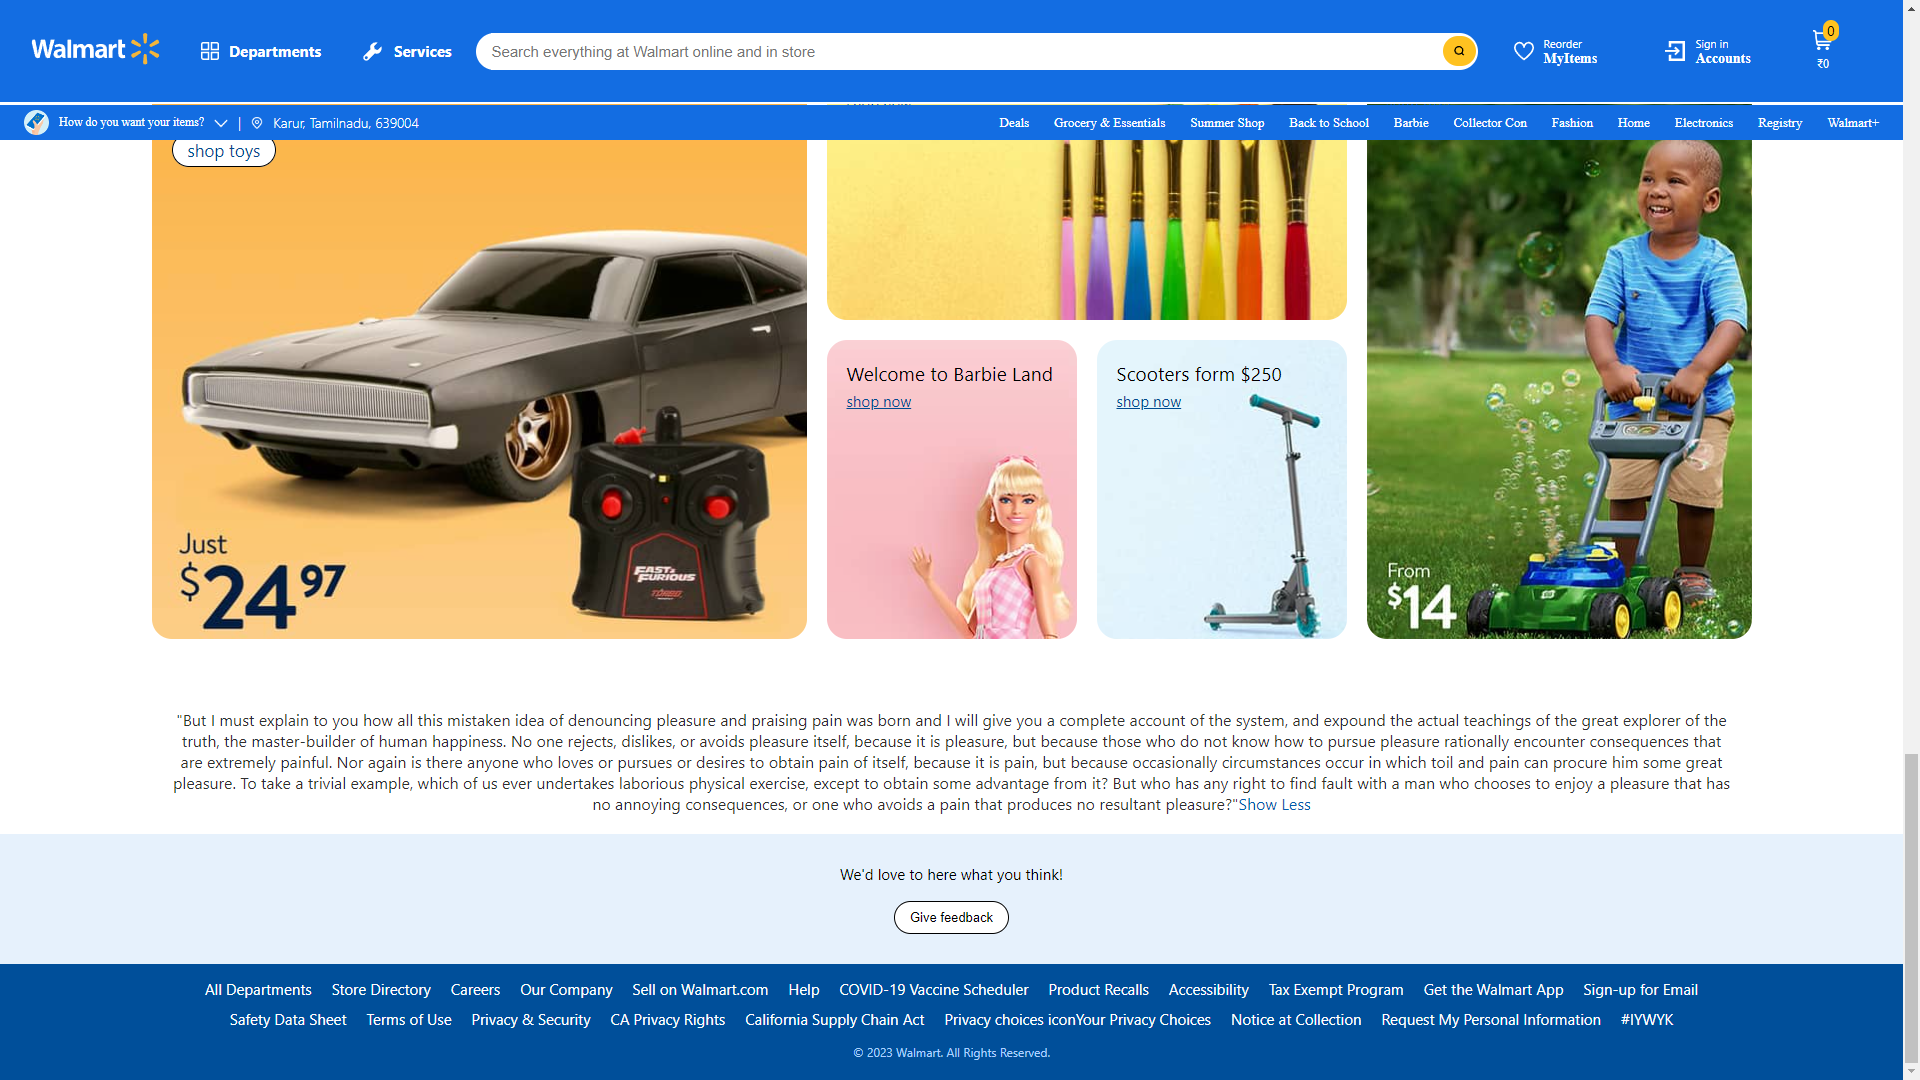 Walmart
Departments
Services
Search everything at Walmart online and in store
Reorder
MyItems
Sign in
Accounts
0
₹0
How do you want your items?
|
Karur, Tamilnadu, 639004
Deals
Grocery & Essentials
Summer Shop
Back to School
Barbie
Collector Con
Fashion
Home
Electronics
Registry
Walmart+
shop toys
Just
$24 97
FAST & FURIOUS
Welcome to Barbie Land
shop now
Scooters form $250
shop now
From
$14
"But I must explain to you how all this mistaken idea of denouncing pleasure and praising pain was born and I will give you a complete account of the system, and expound the actual teachings of the great explorer of the
truth, the master-builder of human happiness. No one rejects, dislikes, or avoids pleasure itself, because it is pleasure, but because those who do not know how to pursue pleasure rationally encounter consequences that
are extremely painful. Nor again is there anyone who loves or pursues or desires to obtain pain of itself, because it is pain, but because occasionally circumstances occur in which toil and pain can procure him some great
pleasure. To take a trivial example, which of us ever undertakes laborious physical exercise, except to obtain some advantage from it? But who has any right to find fault with a man who chooses to enjoy a pleasure that has
no annoying consequences, or one who avoids a pain that produces no resultant pleasure?"Show Less
We'd love to here what you think!
Give feedback
All Departments Store Directory Careers Our Company Sell on Walmart.com Help COVID-19 Vaccine Scheduler Product Recalls Accessibility Tax Exempt Program Get the Walmart App Sign-up for Email
Safety Data Sheet Terms of Use Privacy & Security CA Privacy Rights California Supply Chain Act Privacy choices iconYour Privacy Choices Notice at Collection Request My Personal Information #IYWYK
© 2023 Walmart. All Rights Reserved.